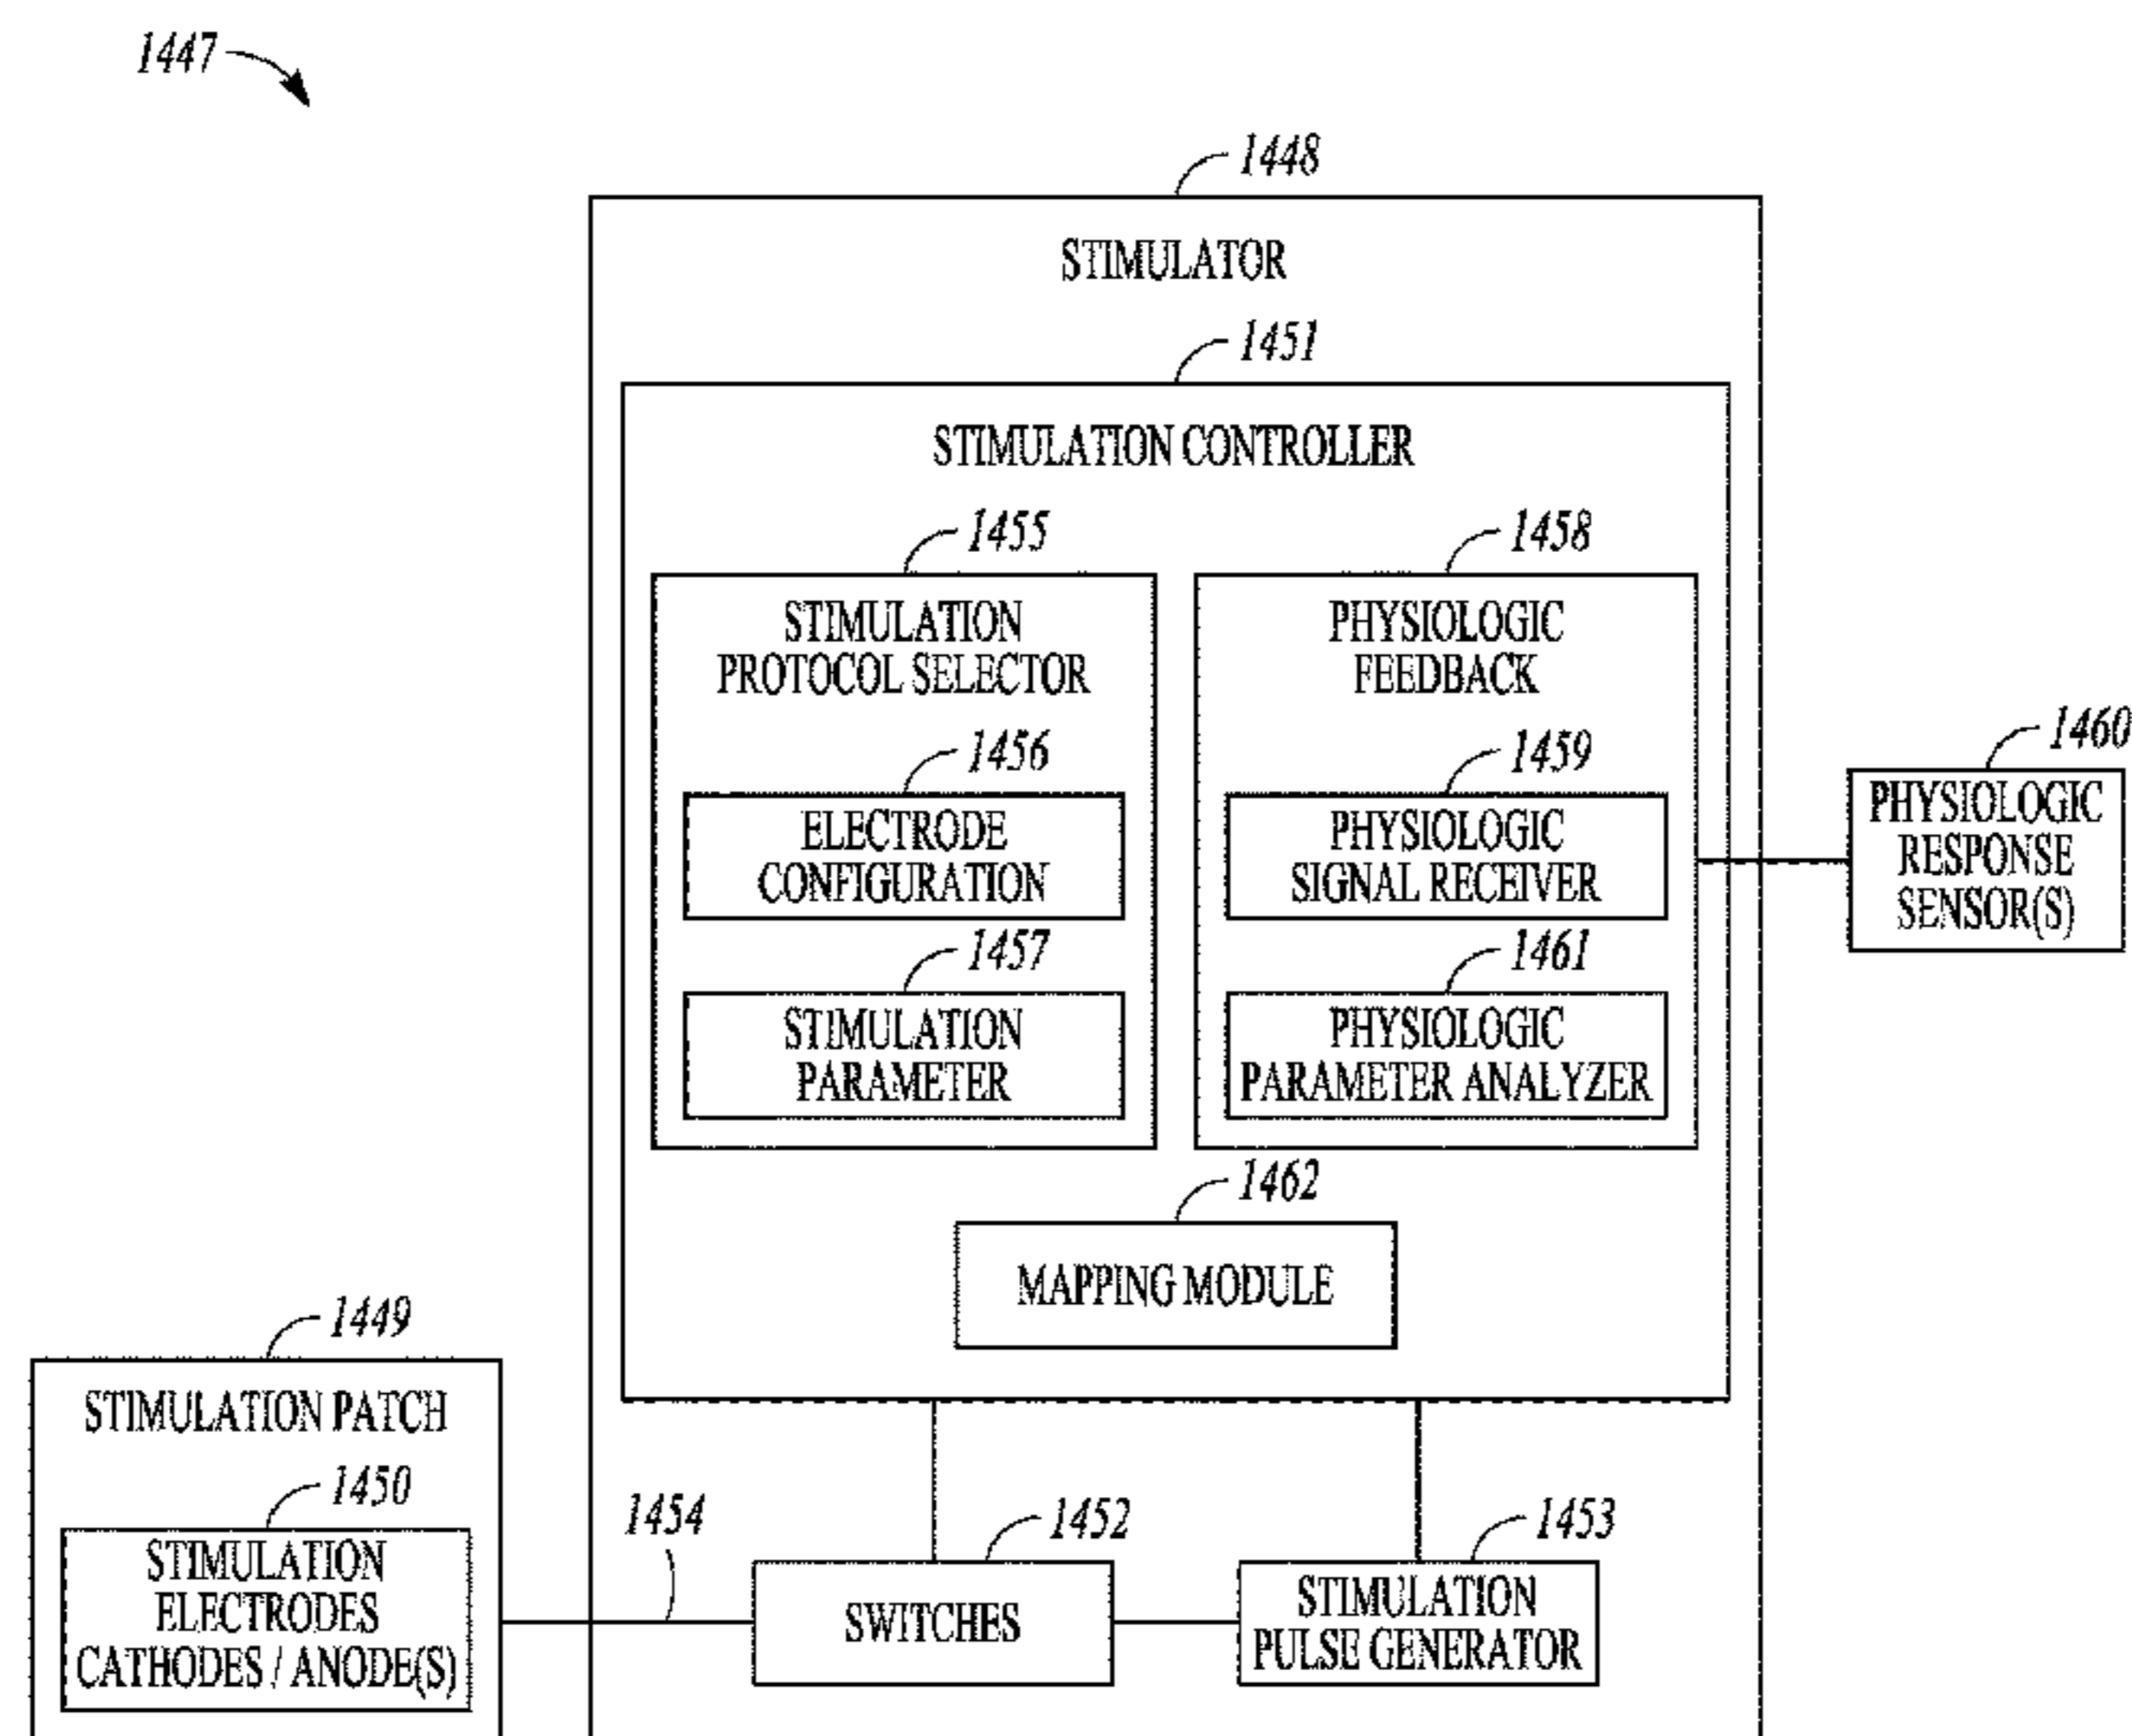 1447
1448
STIMULATOR
1451
STIMULATION CONTROLLER
1455
STIMULATION
PROTOCOL SELECTOR
1456
ELECTRODE
CONFIGURATION
1457
STIMULATION
PARAMETER
1458
PHYSIOLOGIC
FEEDBACK
1459
PHYSIOLOGIC
SIGNAL RECEIVER
1461
PHYSIOLOGIC
PARAMETER ANALYZER
1460
PHYSIOLOGIC
RESPONSE
SENSOR(S)
1462
MAPPING MODULE
1449
STIMULATION PATCH
1450
STIMULATION
ELECTRODES
CATHODES / ANODE(S)
1454
1452
SWITCHES
1453
STIMULATION
PULSE GENERATOR